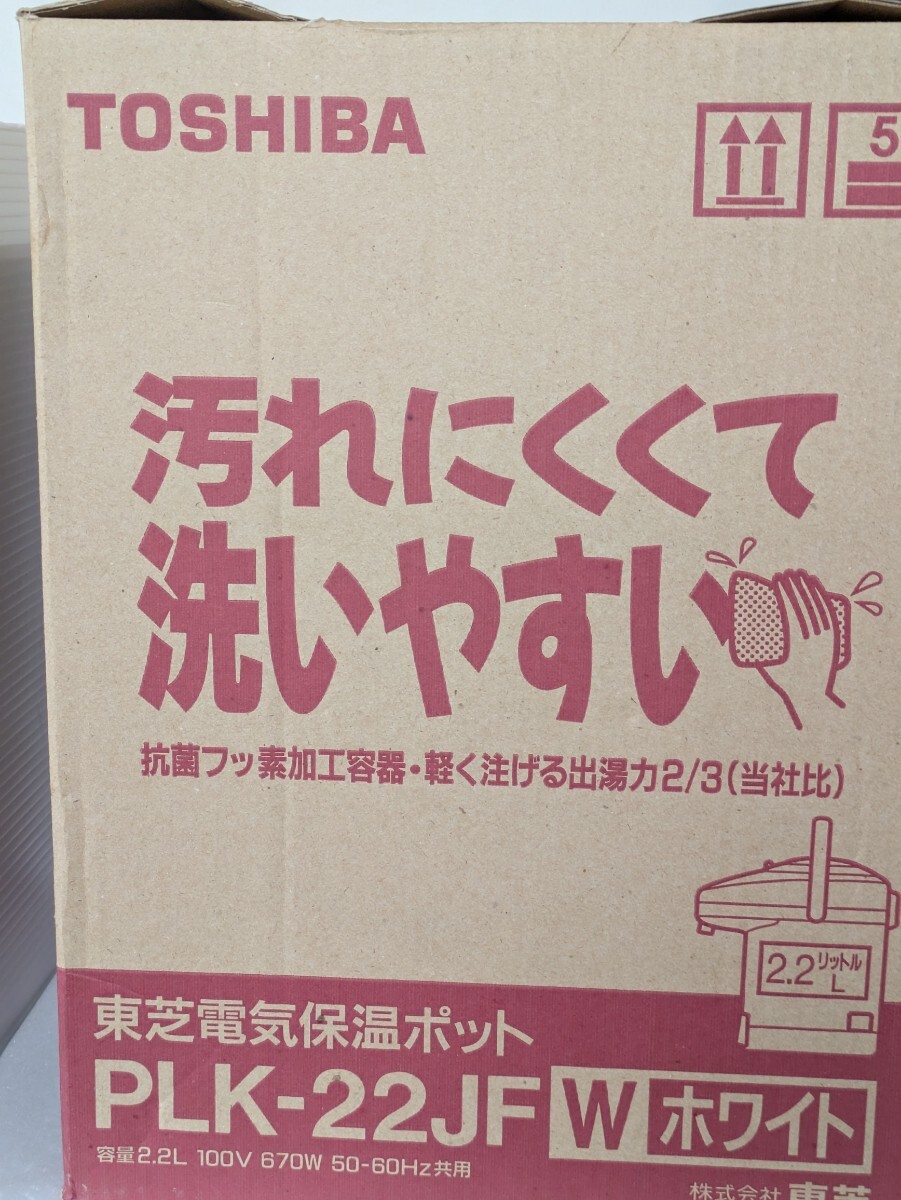 TOSHIBA
5
汚れにくくて
洗いやすい
抗菌フッ素加工容器・軽く注げる出湯力2/3(当社比)
2.2リットルL
東芝電気保温ポット
PLK-22JF W ホワイト
容量2.2L 100V 670W 50-60Hz共用
株式会社 東芝